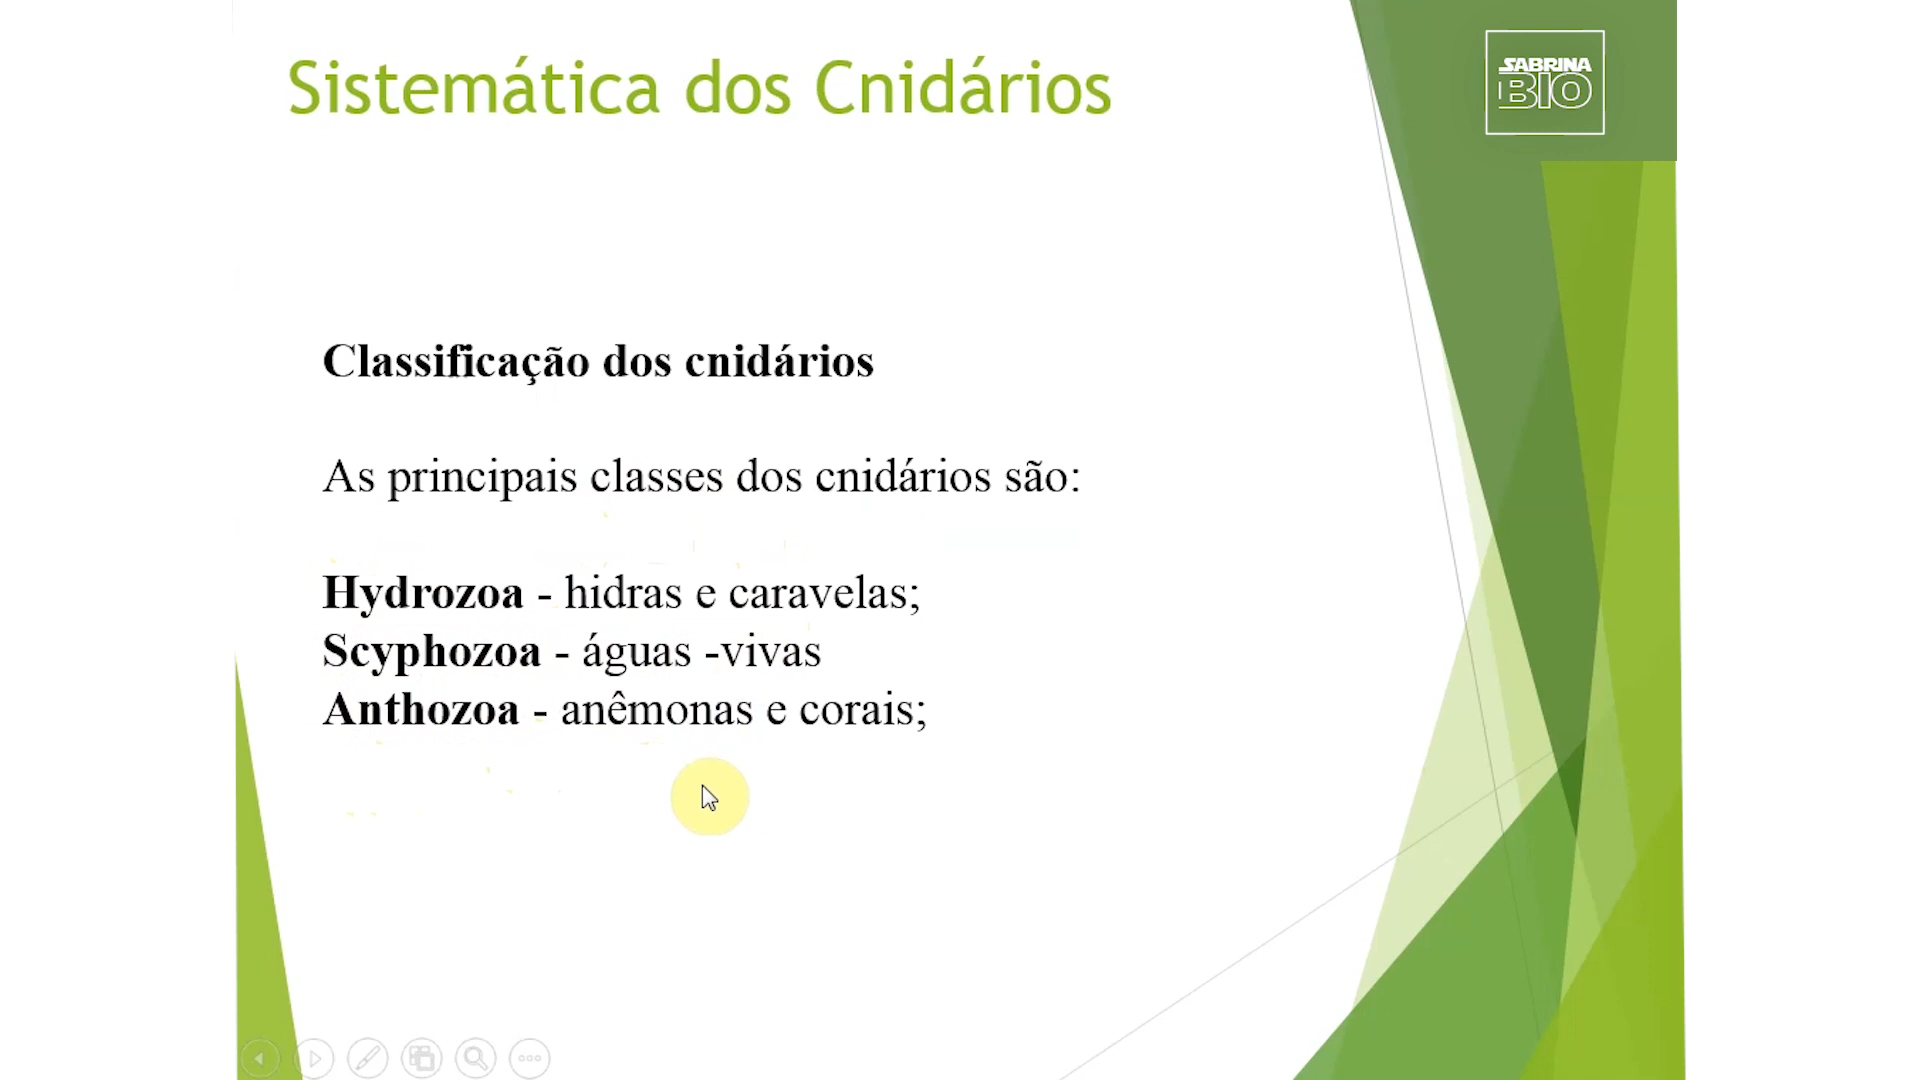 Sistemática dos Cnidários
SABRINA
BIO
Classificação dos cnidários
As principais classes dos cnidários são:
Hydrozoa - hidras e caravelas;
Scyphozoa - águas -vivas
Anthozoa - anêmonas e corais;